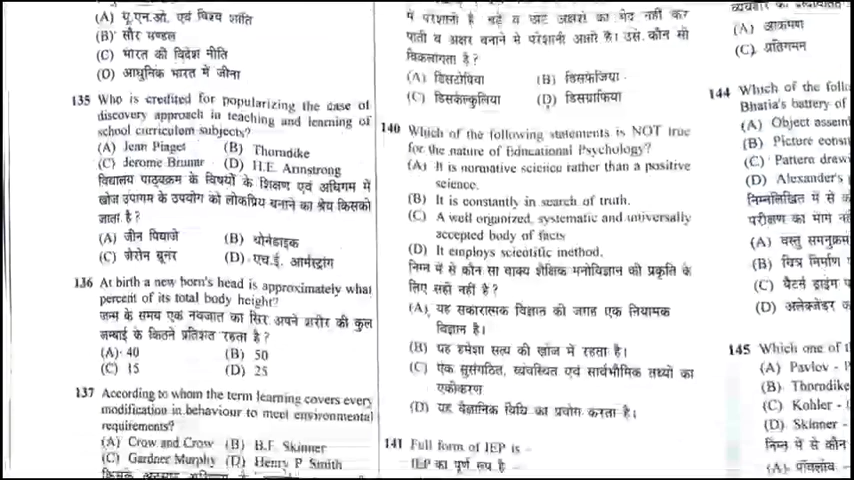 (A) यू.एन.ओ. एवं विश्व शांति
(B) सौर मण्डल
(C) भारत की विदेश नीति
(D) आधुनिक भारत में जीना
135 Who is credited for popularizing the case of
discovery approach in teaching and learning of
school curriculum subjects?
(A) Jean Piaget (B) Thorndike
(C) Jerome Bruner (D) H.E. Armstrong
विद्यालय पाठ्यक्रम के विषयों के शिक्षण एवं अधिगम में
खोज उपागम के उपयोग को लोकप्रिय बनाने का श्रेय किसको
जाता है?
(A) जीन पियाजे (B) थोर्नडाइक
(C) जेरोम ब्रूनर (D) एच.ई. आर्मस्ट्रांग
136 At birth a new born's head is approximately what
percent of its total body height?
जन्म के समय एक नवजात का सिर अपने शरीर की कुल
लम्बाई के कितने प्रतिशत रहता है?
(A) 40 (B) 50
(C) 15 (D) 25
137 According to whom the term learning covers every
modification in behaviour to meet environmental
requirements?
(A) Crow and Crow (B) B.F. Skinner
(C) Gardner Murphy (D) Henry P Smith
किसके अनुसार
में परेशानी है व अक्षरों का भेद नहीं कर
पाती व अक्षर बनाने में परेशानी आती है। उसे कौन सी
विकलांगता है?
(A) डिसटोपिया (B) डिसफेजिया
(C) डिसकेल्कुलिया (D) डिसग्राफिया
140 Which of the following statements is NOT true
for the nature of Educational Psychology?
(A) It is normative science rather than a positive
science.
(B) It is constantly in search of truth.
(C) A well organized, systematic and universally
accepted body of facts
(D) It employs scientific method.
निम्न में से कौन सा वाक्य शैक्षिक मनोविज्ञान की प्रकृति के
लिए सही नहीं है?
(A) यह सकारात्मक विज्ञान की जगह एक नियामक
विज्ञान है।
(B) यह हमेशा सत्य की खोज में रहता है।
(C) एक सुसंगठित, व्यवस्थित एवं सार्वभौमिक तथ्यों का
एकीकरण
(D) यह वैज्ञानिक विधि का प्रयोग करता है।
141 Full form of IEP is
IEP का पूर्ण रूप है
व्यवहार का
(A) आक्रमण
(C) प्रतिगमन
144 Which of the foll
Bhatia's battery of
(A) Object assem
(B) Picture cons
(C) Pattern draw
(D) Alexander's
निम्नलिखित में से क
परीक्षण का भाग न
(A) वस्तु समनुक्रम
(B) चित्र निर्माण
(C) पैटर्न ड्राइंग
(D) अलेक्जेंडर
145 Which one of t
(A) Pavlov -
(B) Thorndike
(C) Kohler -
(D) Skinner -
निम्न में से कौन
(A) पॉवलॉव -